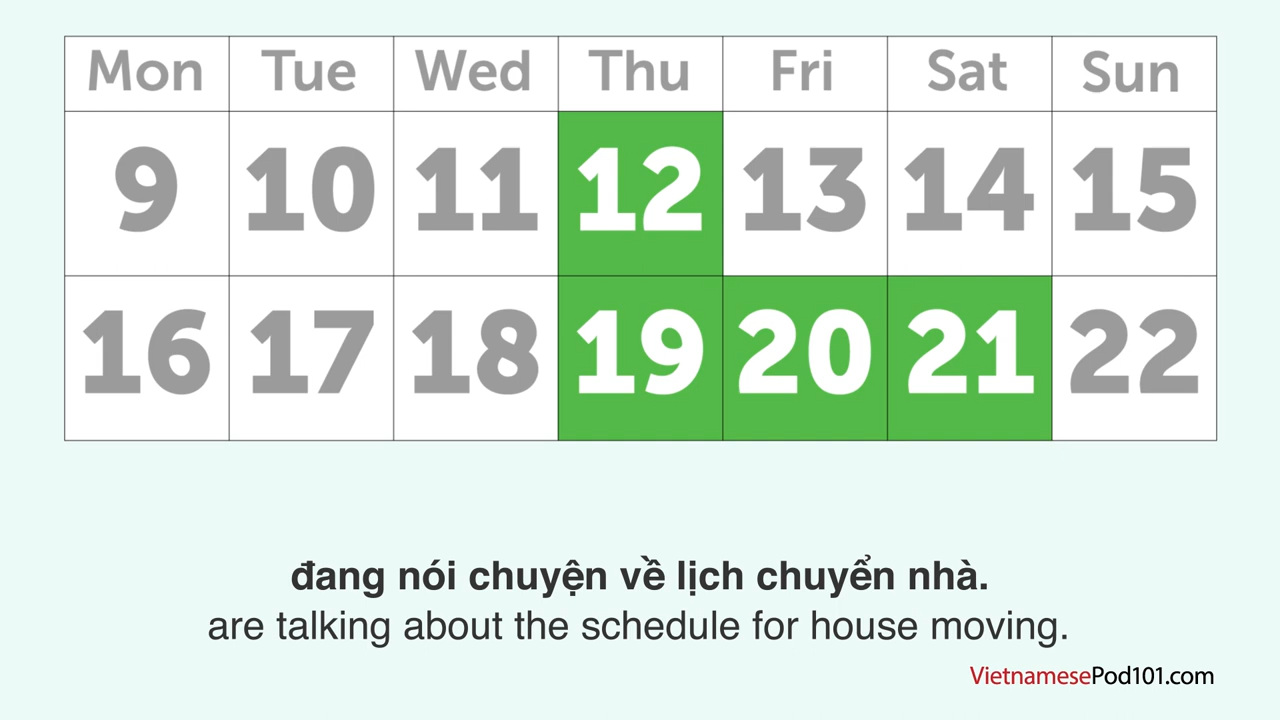 Mon Tue Wed Thu Fri Sat Sun
9 10 11 12 13 14 15
16 17 18 19 20 21 22
đang nói chuyện về lịch chuyển nhà.
are talking about the schedule for house moving.
VietnamesePod101.com